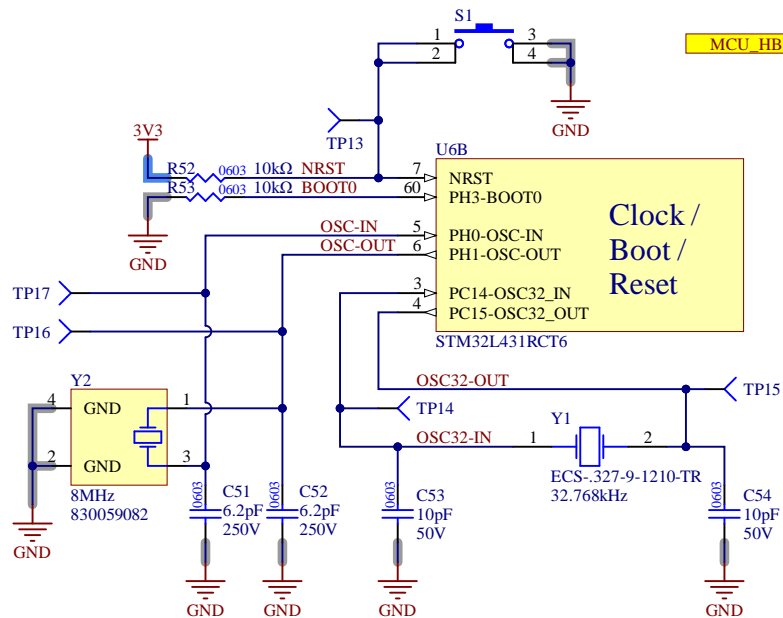 S1
1
2
3
4
GND
MCU_HB
TP13
3V3
R52
0603
10kΩ
NRST
R53
0603
10kΩ
BOOT0
GND
U6B
7
NRST
60
PH3-BOOT0
OSC-IN
5
PH0-OSC-IN
OSC-OUT
6
PH1-OSC-OUT
3
PC14-OSC32_IN
4
PC15-OSC32_OUT
Clock /
Boot /
Reset
STM32L431RCT6
TP17
TP16
Y2
4
GND
1
2
GND
3
8MHz
830059082
GND
OSC32-OUT
TP15
TP14
OSC32-IN
Y1
1
2
ECS-.327-9-1210-TR
32.768kHz
0603
C51
6.2pF
250V
GND
0603
C52
6.2pF
250V
GND
0603
C53
10pF
50V
GND
0603
C54
10pF
50V
GND